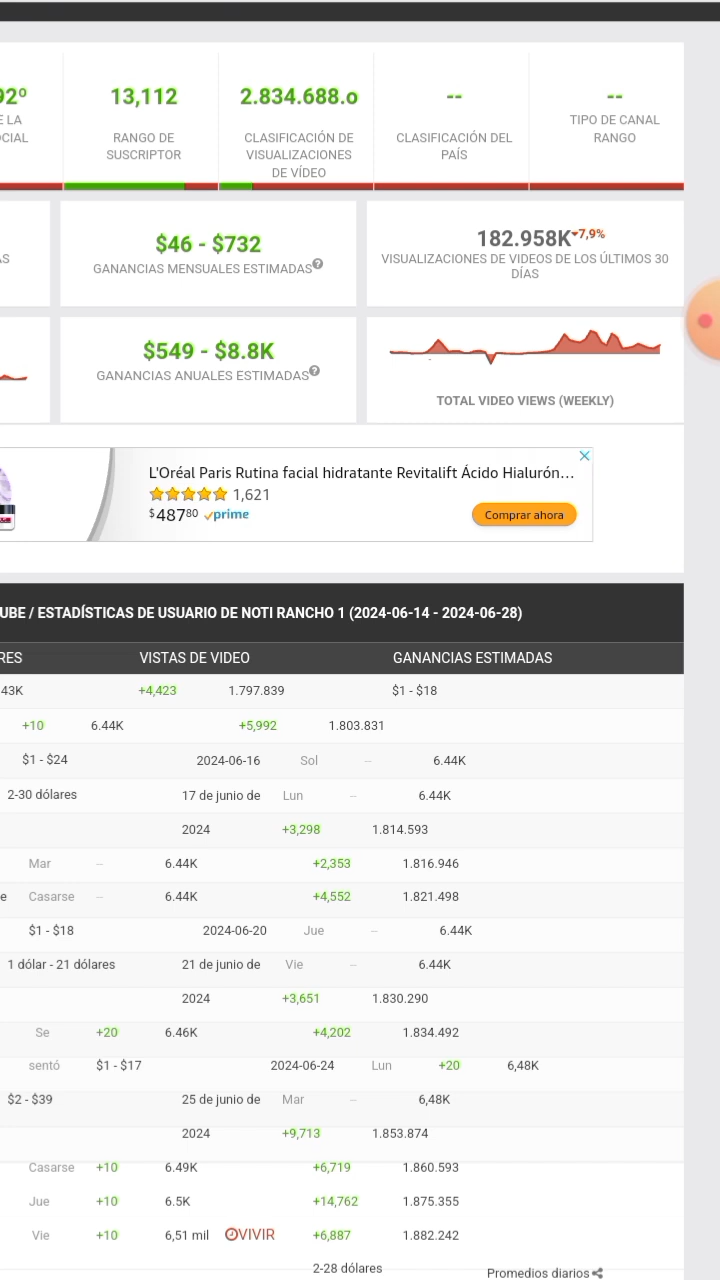 92º 13,112 2.834.688.o -- --
E LA TIPO DE CANAL
OCIAL RANGO DE CLASIFICACIÓN DE CLASIFICACIÓN DEL RANGO
SUSCRIPTOR VISUALIZACIONES PAÍS
DE VÍDEO
$46 - $732 182.958K 7,9%
AS GANANCIAS MENSUALES ESTIMADAS VISUALIZACIONES DE VIDEOS DE LOS ÚLTIMOS 30
DÍAS
$549 - $8.8K
GANANCIAS ANUALES ESTIMADAS
TOTAL VIDEO VIEWS (WEEKLY)
L'Oréal Paris Rutina facial hidratante Revitalift Ácido Hialurón...
1,621
$48780 prime Comprar ahora
UBE / ESTADÍSTICAS DE USUARIO DE NOTI RANCHO 1 (2024-06-14 - 2024-06-28)
RES VISTAS DE VIDEO GANANCIAS ESTIMADAS
43K +4,423 1.797.839 $1 - $18
+10 6.44K +5,992 1.803.831
$1 - $24 2024-06-16 Sol -- 6.44K
2-30 dólares 17 de junio de Lun -- 6.44K
2024 +3,298 1.814.593
Mar -- 6.44K +2,353 1.816.946
e Casarse -- 6.44K +4,552 1.821.498
$1 - $18 2024-06-20 Jue -- 6.44K
1 dólar - 21 dólares 21 de junio de Vie -- 6.44K
2024 +3,651 1.830.290
Se +20 6.46K +4,202 1.834.492
sentó $1 - $17 2024-06-24 Lun +20 6,48K
$2 - $39 25 de junio de Mar -- 6,48K
2024 +9,713 1.853.874
Casarse +10 6.49K +6,719 1.860.593
Jue +10 6.5K +14,762 1.875.355
Vie +10 6,51 mil VIVIR +6,887 1.882.242
2-28 dólares Promedios diarios